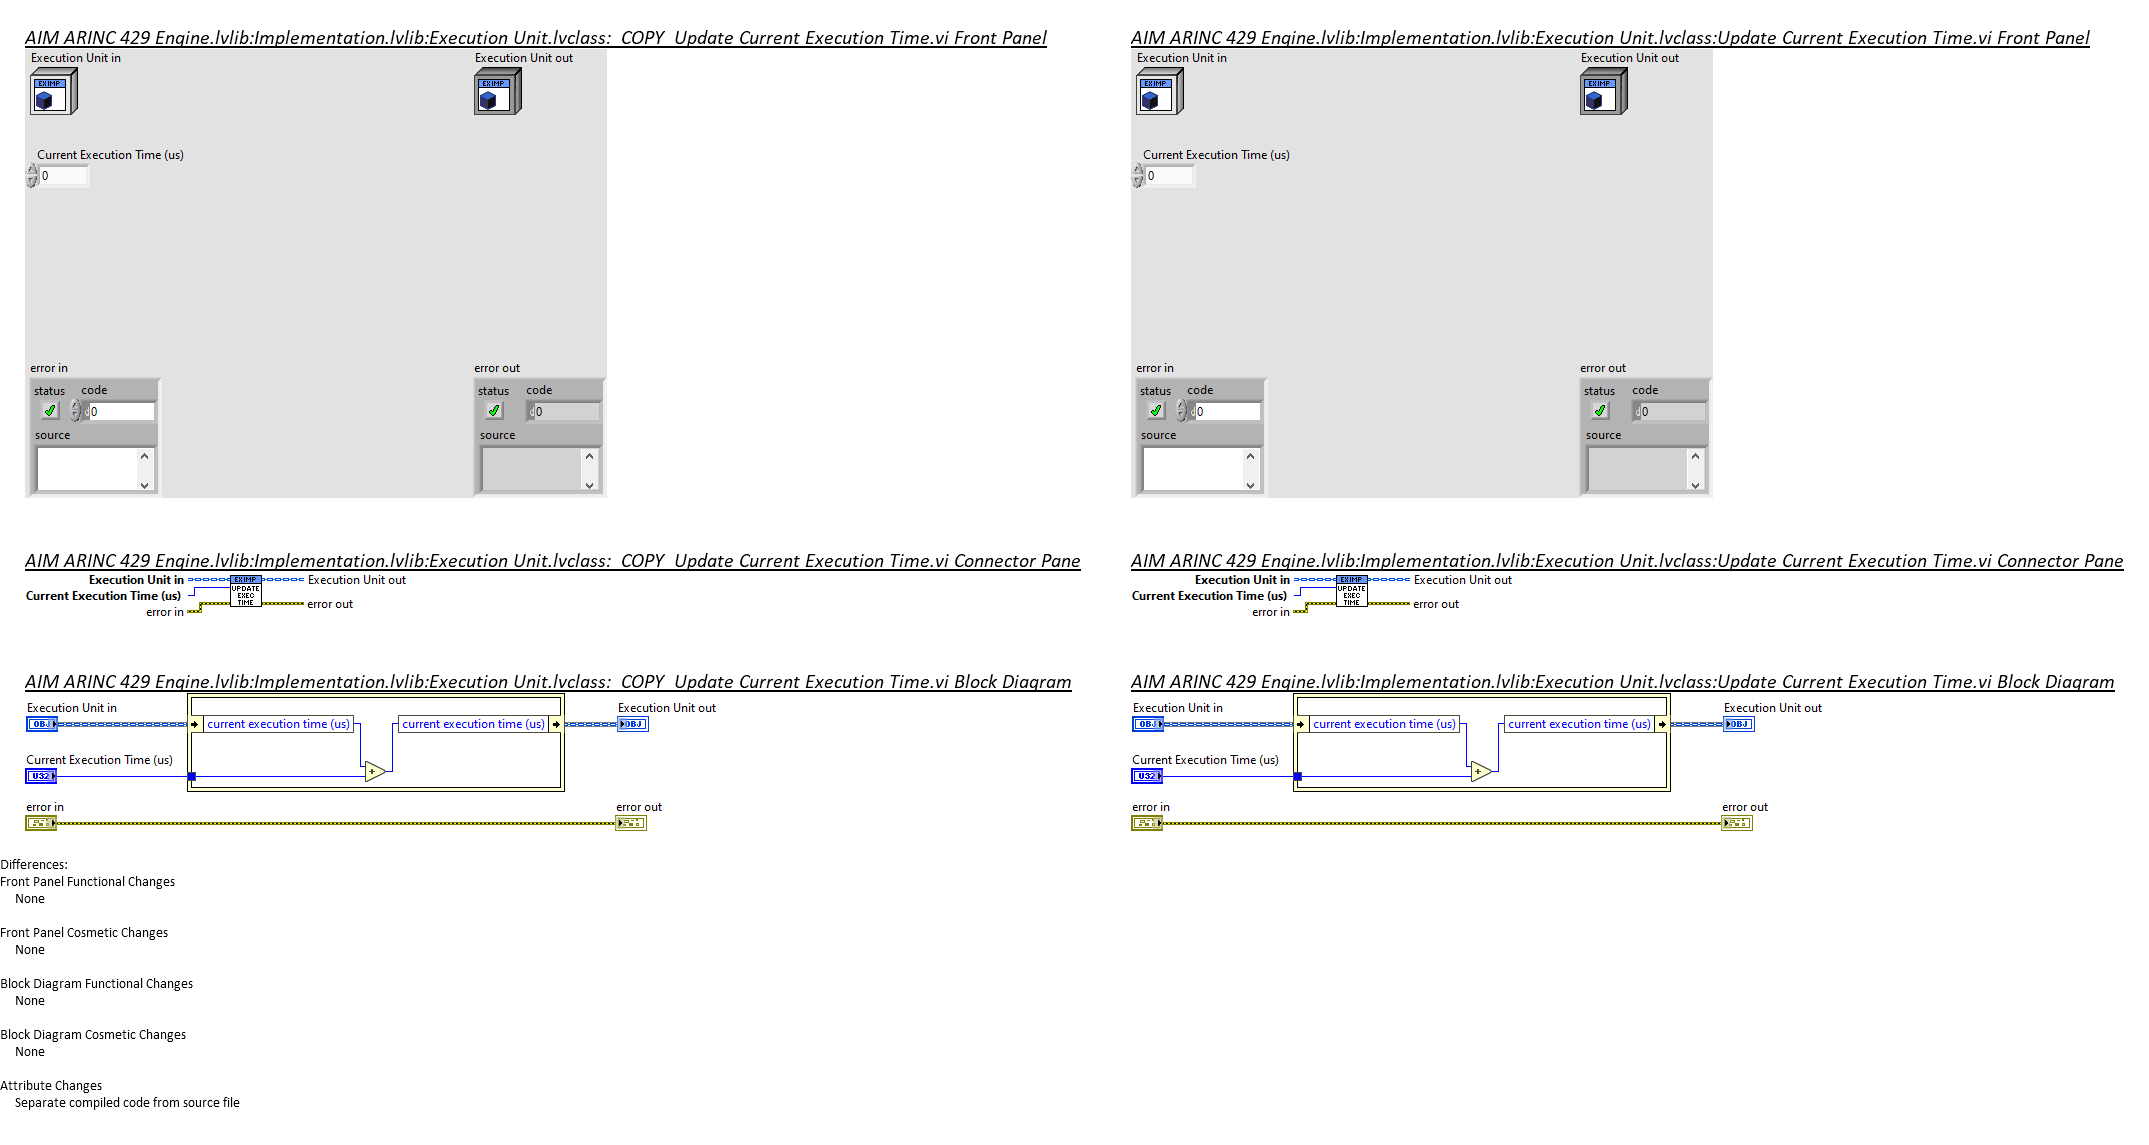 AIM ARINC 429 Engine.lvlib:Implementation.lvlib:Execution Unit.lvclass:  COPY  Update Current Execution Time.vi Front Panel
Execution Unit in
Execution Unit out
EXIMP
EXIMP
Current Execution Time (us)
0
error in
error out
status code
status code
d0
d0
source
source
AIM ARINC 429 Engine.lvlib:Implementation.lvlib:Execution Unit.lvclass:Update Current Execution Time.vi Front Panel
Execution Unit in
Execution Unit out
EXIMP
EXIMP
Current Execution Time (us)
0
error in
error out
status code
status code
d0
d0
source
source
AIM ARINC 429 Engine.lvlib:Implementation.lvlib:Execution Unit.lvclass:  COPY  Update Current Execution Time.vi Connector Pane
Execution Unit in
EXIMP
Execution Unit out
Current Execution Time (us)
UPDATE
EXEC
TIME
error in
error out
AIM ARINC 429 Engine.lvlib:Implementation.lvlib:Execution Unit.lvclass:Update Current Execution Time.vi Connector Pane
Execution Unit in
EXIMP
Execution Unit out
Current Execution Time (us)
UPDATE
EXEC
TIME
error in
error out
AIM ARINC 429 Engine.lvlib:Implementation.lvlib:Execution Unit.lvclass:  COPY  Update Current Execution Time.vi Block Diagram
Execution Unit in
Execution Unit out
OBJ
current execution time (us)
current execution time (us)
OBJ
Current Execution Time (us)
U32
+
error in
error out
AIM ARINC 429 Engine.lvlib:Implementation.lvlib:Execution Unit.lvclass:Update Current Execution Time.vi Block Diagram
Execution Unit in
Execution Unit out
OBJ
current execution time (us)
current execution time (us)
OBJ
Current Execution Time (us)
U32
+
error in
error out
Differences:
Front Panel Functional Changes
None
Front Panel Cosmetic Changes
None
Block Diagram Functional Changes
None
Block Diagram Cosmetic Changes
None
Attribute Changes
Separate compiled code from source file